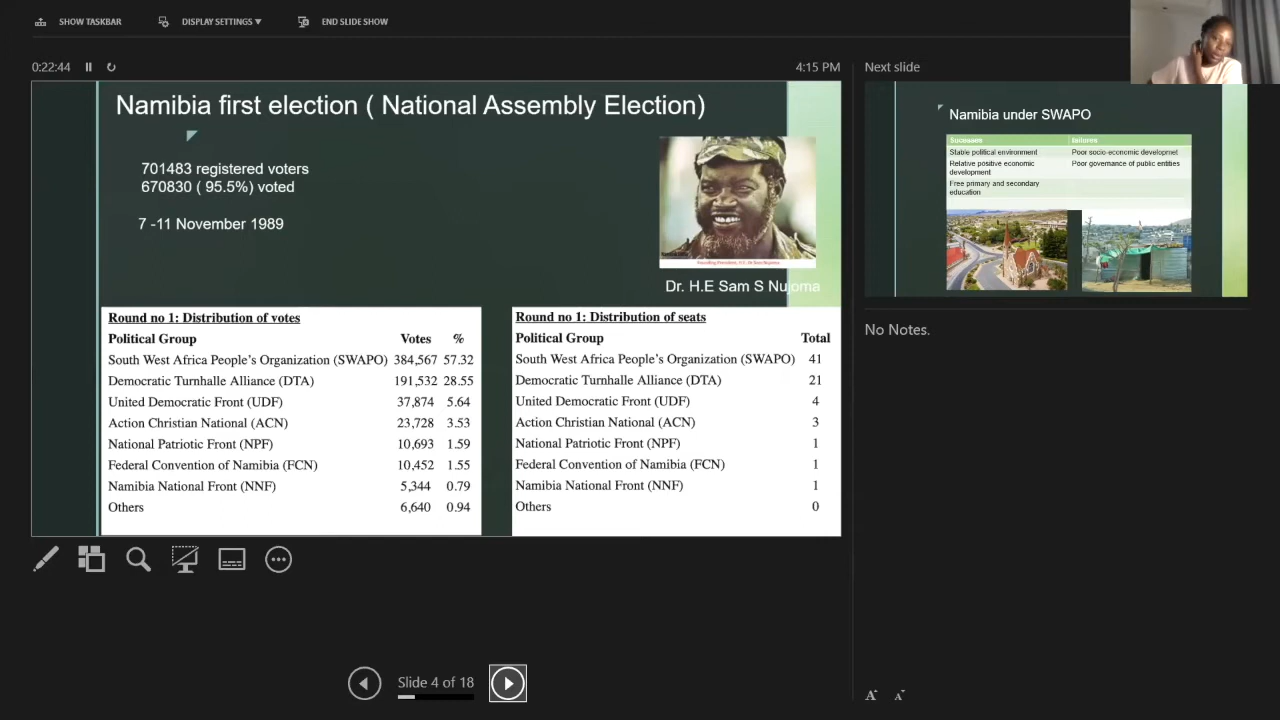 SHOW TASKBAR
DISPLAY SETTINGS ▼
END SLIDE SHOW
0:22:44
4:15 PM
Next slide
Namibia first election ( National Assembly Election)
701483 registered voters
670830 ( 95.5%) voted
7 -11 November 1989
Dr. H.E Sam S Nujoma
Round no 1: Distribution of votes
Political Group Votes %
South West Africa People's Organization (SWAPO) 384,567 57.32
Democratic Turnhalle Alliance (DTA) 191,532 28.55
United Democratic Front (UDF) 37,874 5.64
Action Christian National (ACN) 23,728 3.53
National Patriotic Front (NPF) 10,693 1.59
Federal Convention of Namibia (FCN) 10,452 1.55
Namibia National Front (NNF) 5,344 0.79
Others 6,640 0.94
Round no 1: Distribution of seats
Political Group Total
South West Africa People's Organization (SWAPO) 41
Democratic Turnhalle Alliance (DTA) 21
United Democratic Front (UDF) 4
Action Christian National (ACN) 3
National Patriotic Front (NPF) 1
Federal Convention of Namibia (FCN) 1
Namibia National Front (NNF) 1
Others 0
Namibia under SWAPO
failures
Stable political environment Poor socio-economic developmet
Relative positive economic Poor governance of public entities
development
Free primary and secondary
education
No Notes.
Slide 4 of 18
A A